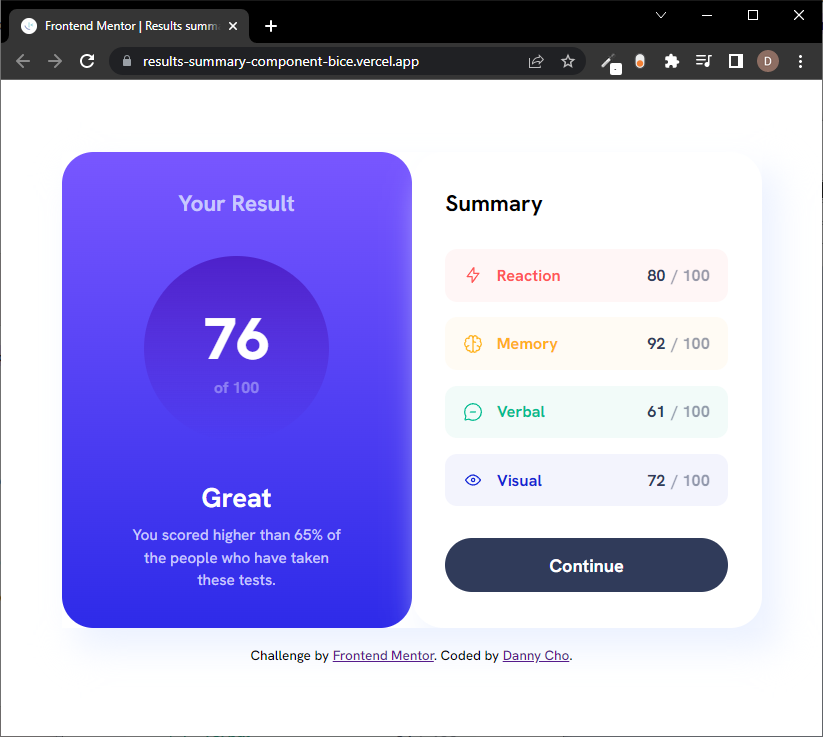 Frontend Mentor | Results summ
results-summary-component-bice.vercel.app
D
Your Result
76
of 100
Great
You scored higher than 65% of
the people who have taken
these tests.
Summary
Reaction 80 / 100
Memory 92 / 100
Verbal 61 / 100
Visual 72 / 100
Continue
Challenge by Frontend Mentor. Coded by Danny Cho.